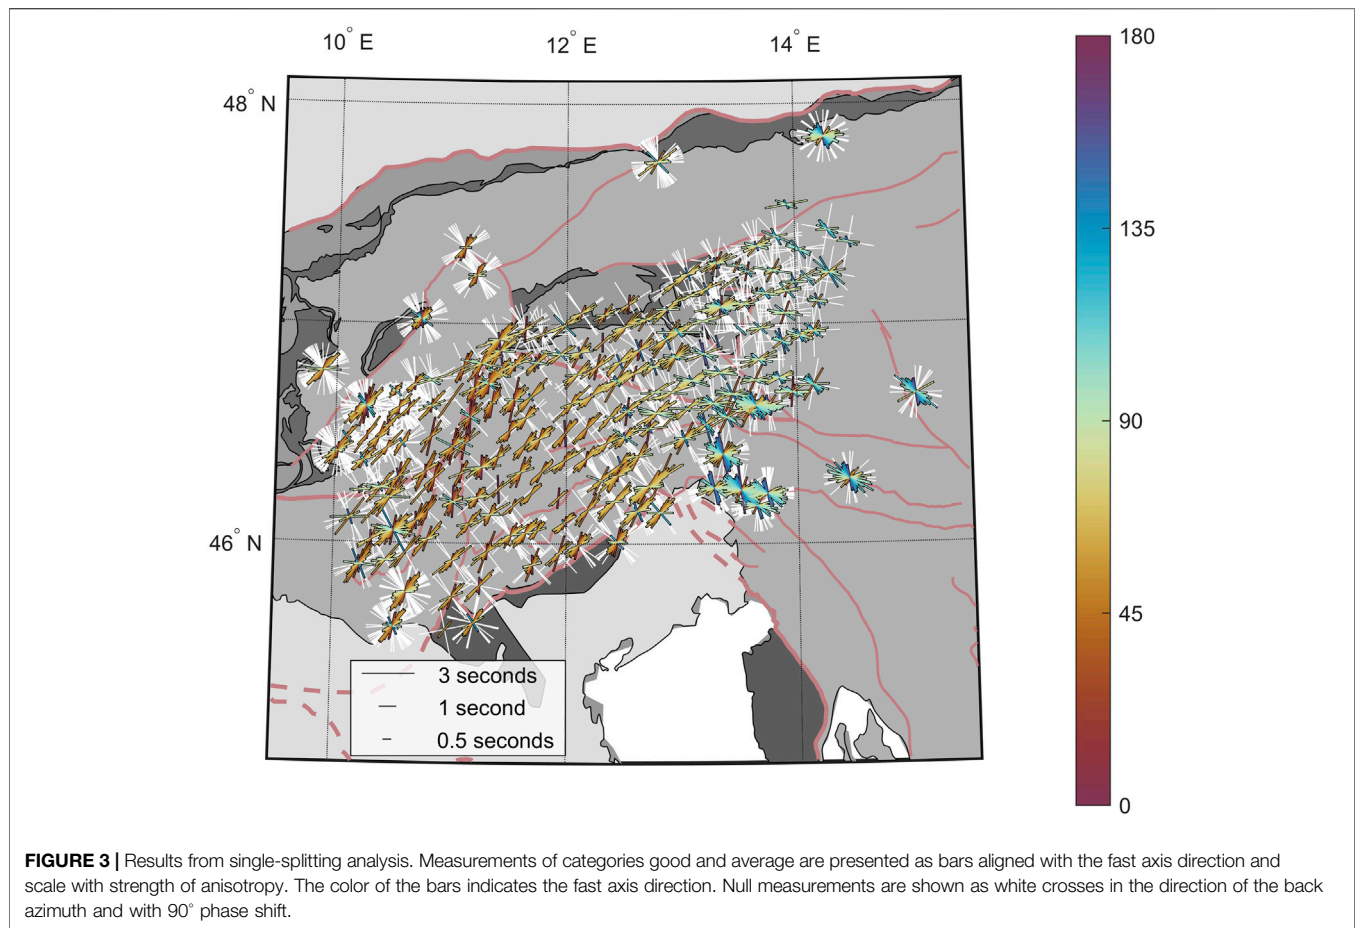 10° E
12° E
14° E
48° N
46° N
3 seconds
1 second
0.5 seconds
180
135
90
45
0
FIGURE 3 | Results from single-splitting analysis. Measurements of categories good and average are presented as bars aligned with the fast axis direction and
scale with strength of anisotropy. The color of the bars indicates the fast axis direction. Null measurements are shown as white crosses in the direction of the back
azimuth and with 90° phase shift.